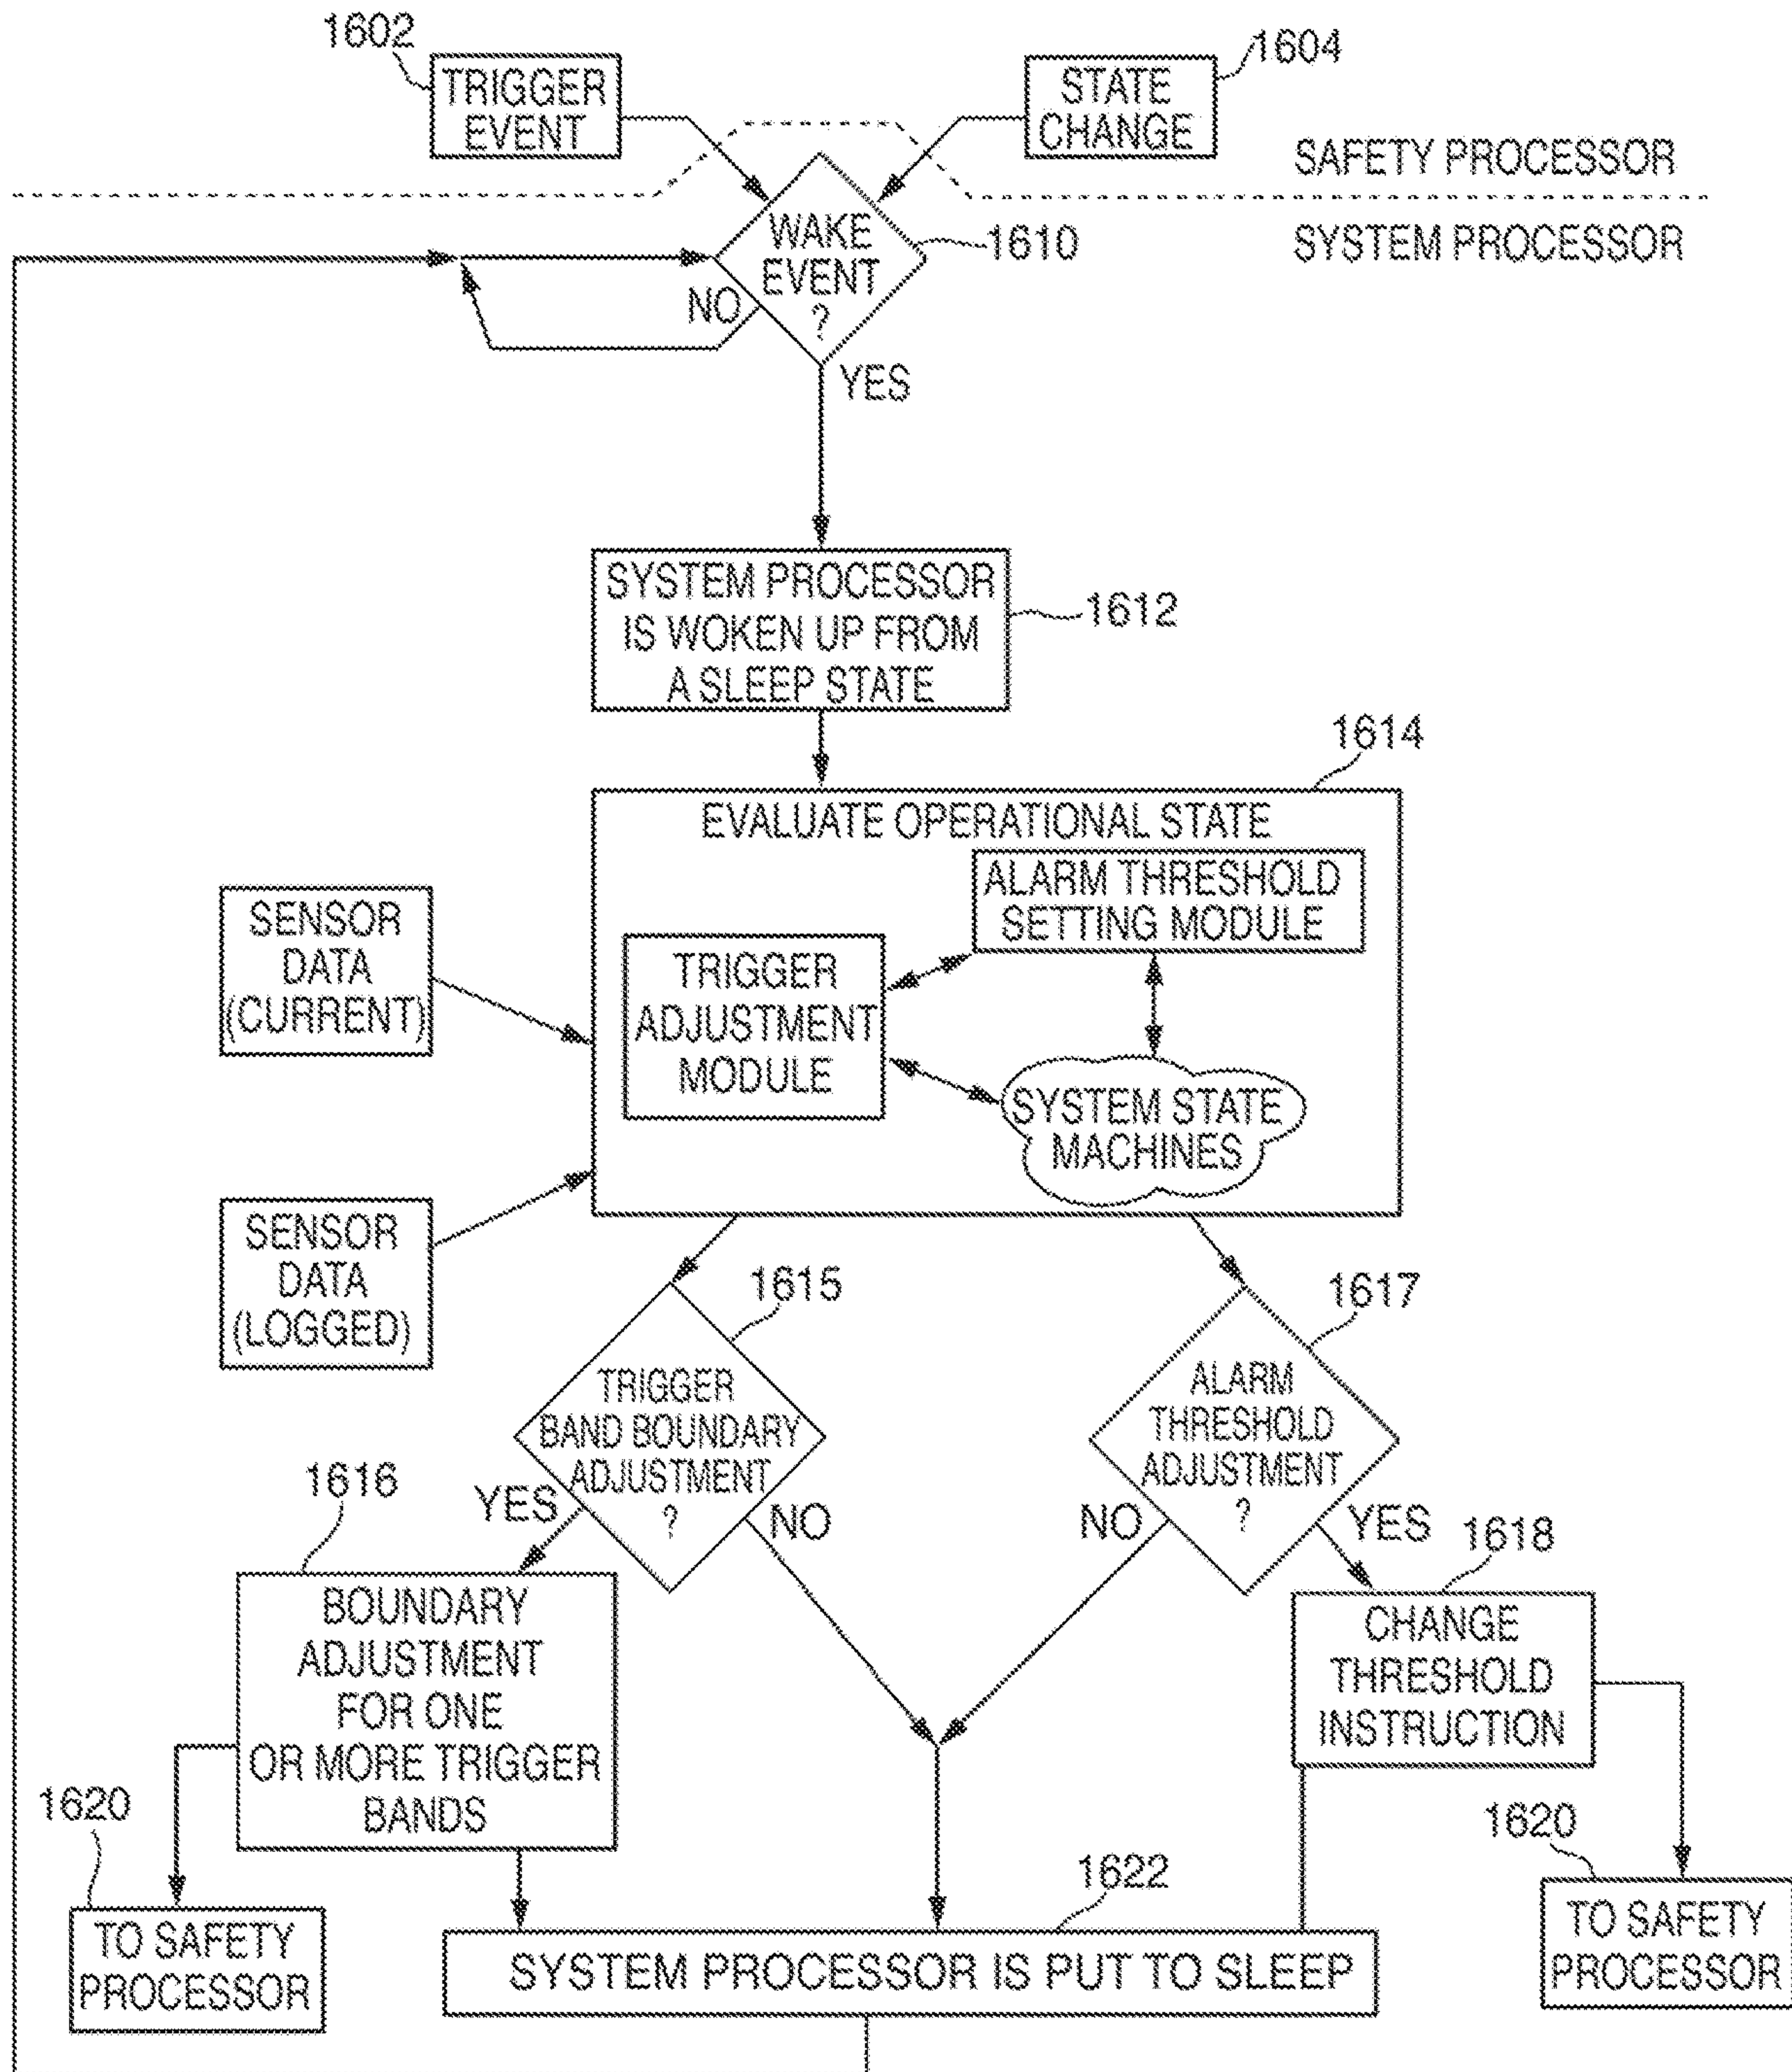 1602
TRIGGER
EVENT
STATE
CHANGE
1604
SAFETY PROCESSOR
SYSTEM PROCESSOR
WAKE
EVENT
?
1610
NO
YES
SYSTEM PROCESSOR
IS WOKEN UP FROM
A SLEEP STATE
1612
1614
EVALUATE OPERATIONAL STATE
ALARM THRESHOLD
SETTING MODULE
TRIGGER
ADJUSTMENT
MODULE
SYSTEM STATE
MACHINES
SENSOR
DATA
(CURRENT)
SENSOR
DATA
(LOGGED)
1615
TRIGGER
BAND BOUNDARY
ADJUSTMENT
?
YES
NO
1617
ALARM
THRESHOLD
ADJUSTMENT
?
NO
YES
1616
BOUNDARY
ADJUSTMENT
FOR ONE
OR MORE TRIGGER
BANDS
1618
CHANGE
THRESHOLD
INSTRUCTION
1620
TO SAFETY
PROCESSOR
1622
SYSTEM PROCESSOR IS PUT TO SLEEP
1620
TO SAFETY
PROCESSOR